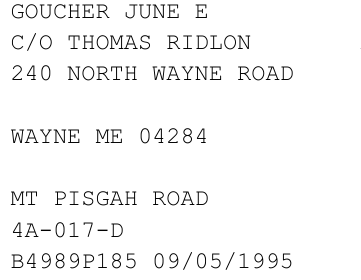 GOUCHER JUNE E
C/O THOMAS RIDLON
240 NORTH WAYNE ROAD
WAYNE ME 04284
MT PISGAH ROAD
4A-017-D
B4989P185 09/05/1995